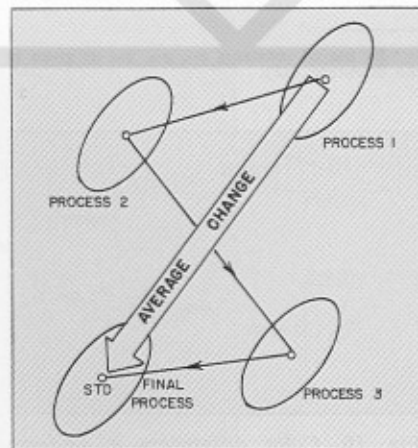 PROCESS 1
PROCESS 2
AVERAGE CHANGE
STD
FINAL
PROCESS
PROCESS 3